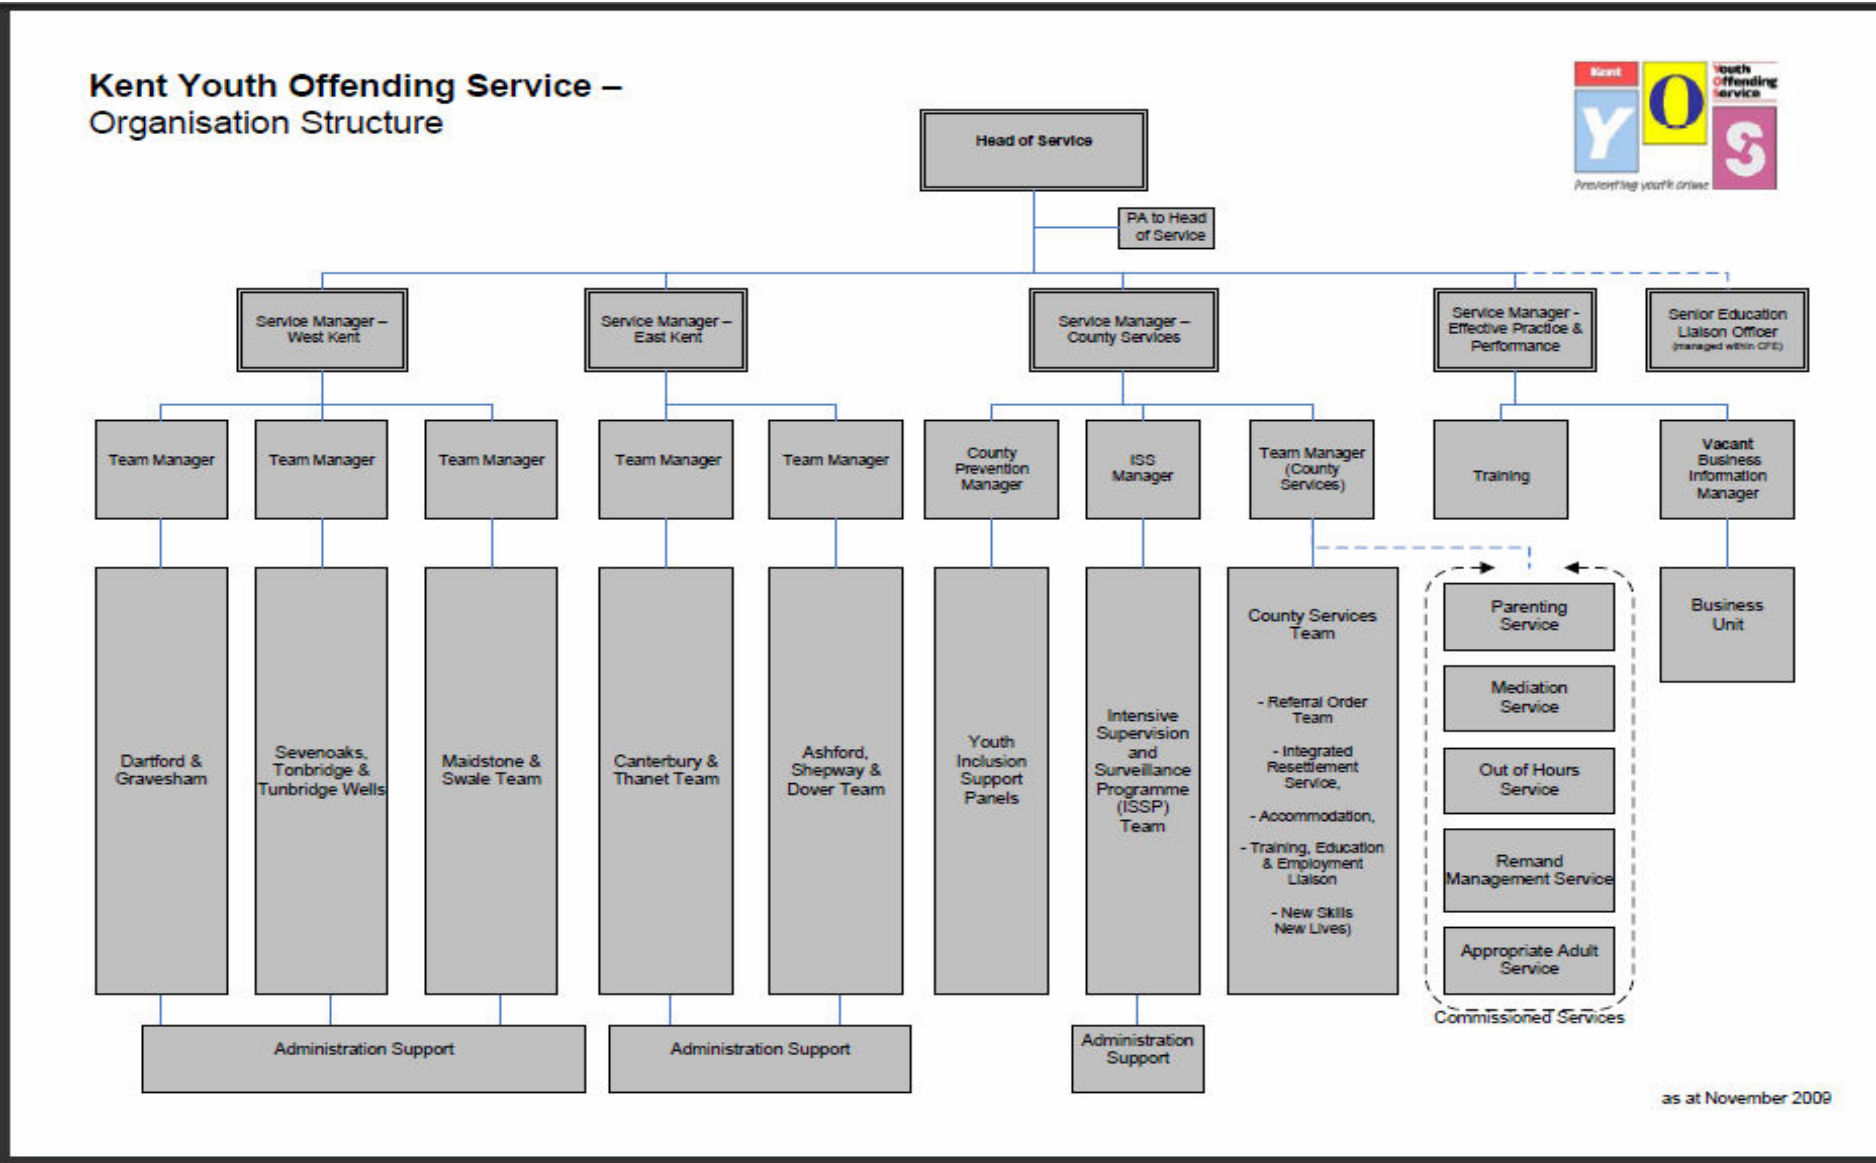 Kent Youth Offending Service –
Organisation Structure
Kent
Youth
Offending
Service
Y
O
S
Preventing youth crime
Head of Service
PA to Head
of Service
Service Manager –
West Kent
Service Manager –
East Kent
Service Manager –
County Services
Service Manager -
Effective Practice &
Performance
Senior Education
Liaison Officer
(managed within CFE)
Team Manager
Team Manager
Team Manager
Team Manager
Team Manager
County
Prevention
Manager
ISS
Manager
Team Manager
(County
Services)
Training
Vacant
Business
Information
Manager
Dartford &
Gravesham
Sevenoaks,
Tonbridge &
Tunbridge Wells
Maidstone &
Swale Team
Canterbury &
Thanet Team
Ashford,
Shepway &
Dover Team
Youth
Inclusion
Support
Panels
Intensive
Supervision
and
Surveillance
Programme
(ISSP)
Team
County Services
Team
- Referral Order
Team
- Integrated
Resettlement
Service,
- Accommodation,
- Training, Education
& Employment
Liaison
- New Skills
New Lives)
Parenting
Service
Mediation
Service
Out of Hours
Service
Remand
Management Service
Appropriate Adult
Service
Commissioned Services
Business
Unit
Administration Support
Administration Support
Administration
Support
as at November 2009